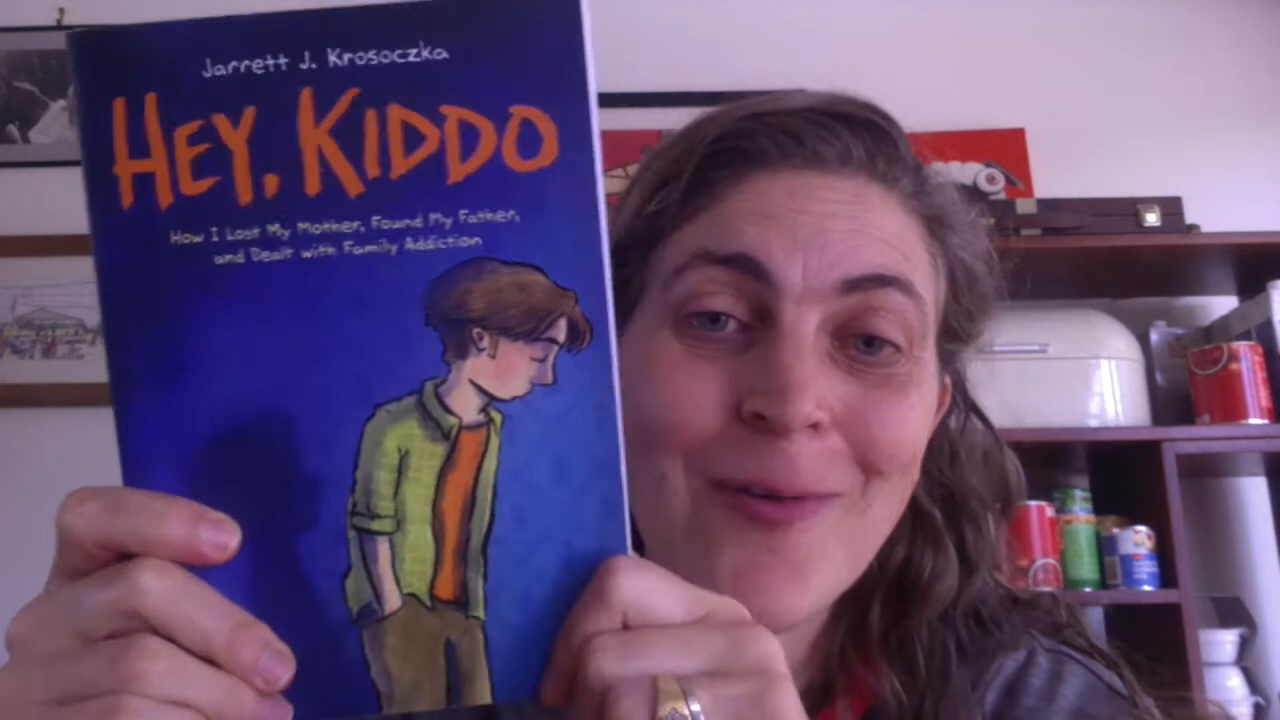 Jarrett J. Krosoczka
HEY, KIDDO
How I Lost My Mother, Found My Father,
and Dealt with Family Addiction